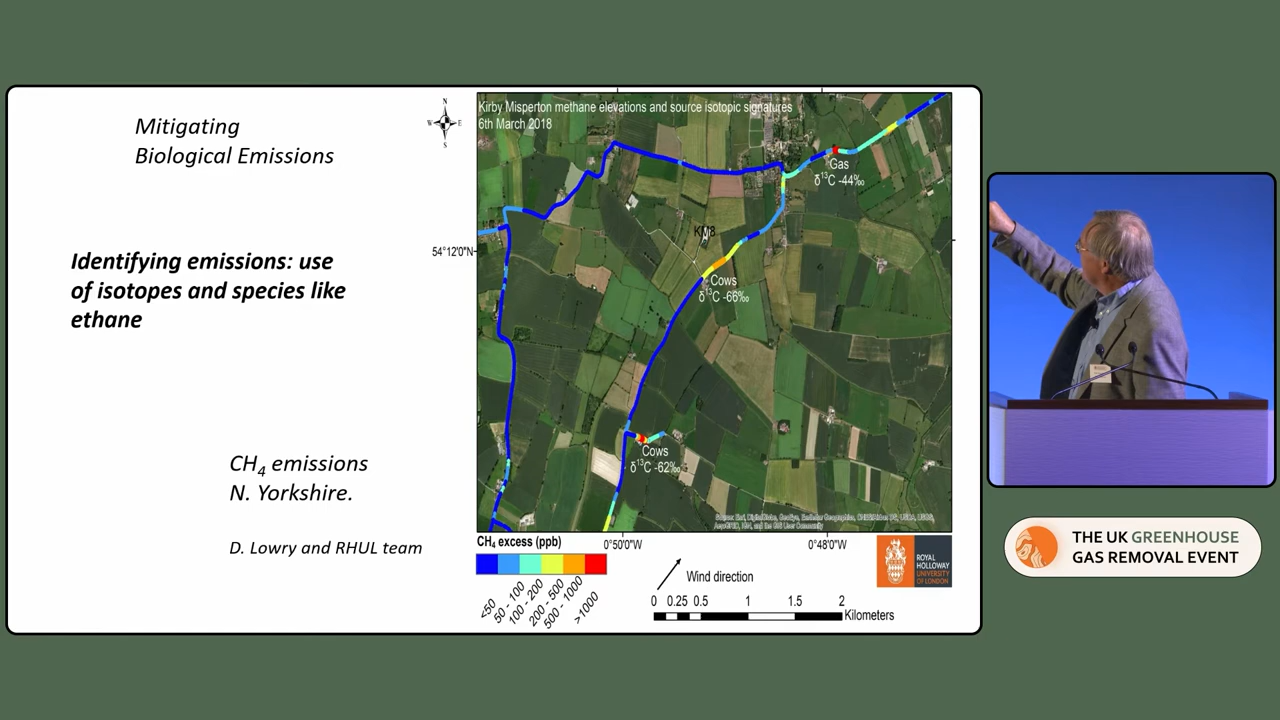 Mitigating
Biological Emissions
Identifying emissions: use
of isotopes and species like
ethane
CH₄ emissions
N. Yorkshire.
D. Lowry and RHUL team
N
W E
S
Kirby Misperton methane elevations and source isotopic signatures
6th March 2018
Gas
δ¹³C -44‰
KM8
54°12'0"N
Cows
δ¹³C -66‰
Cows
δ¹³C -62‰
0°50'0"W
0°48'0"W
CH₄ excess (ppb)
<50
50 - 100
100 - 200
200 - 500
500 - 1000
>1000
Wind direction
0 0.25 0.5 1 1.5 2
Kilometers
ROYAL
HOLLOWAY
UNIVERSITY
OF LONDON
THE UK GREENHOUSE
GAS REMOVAL EVENT